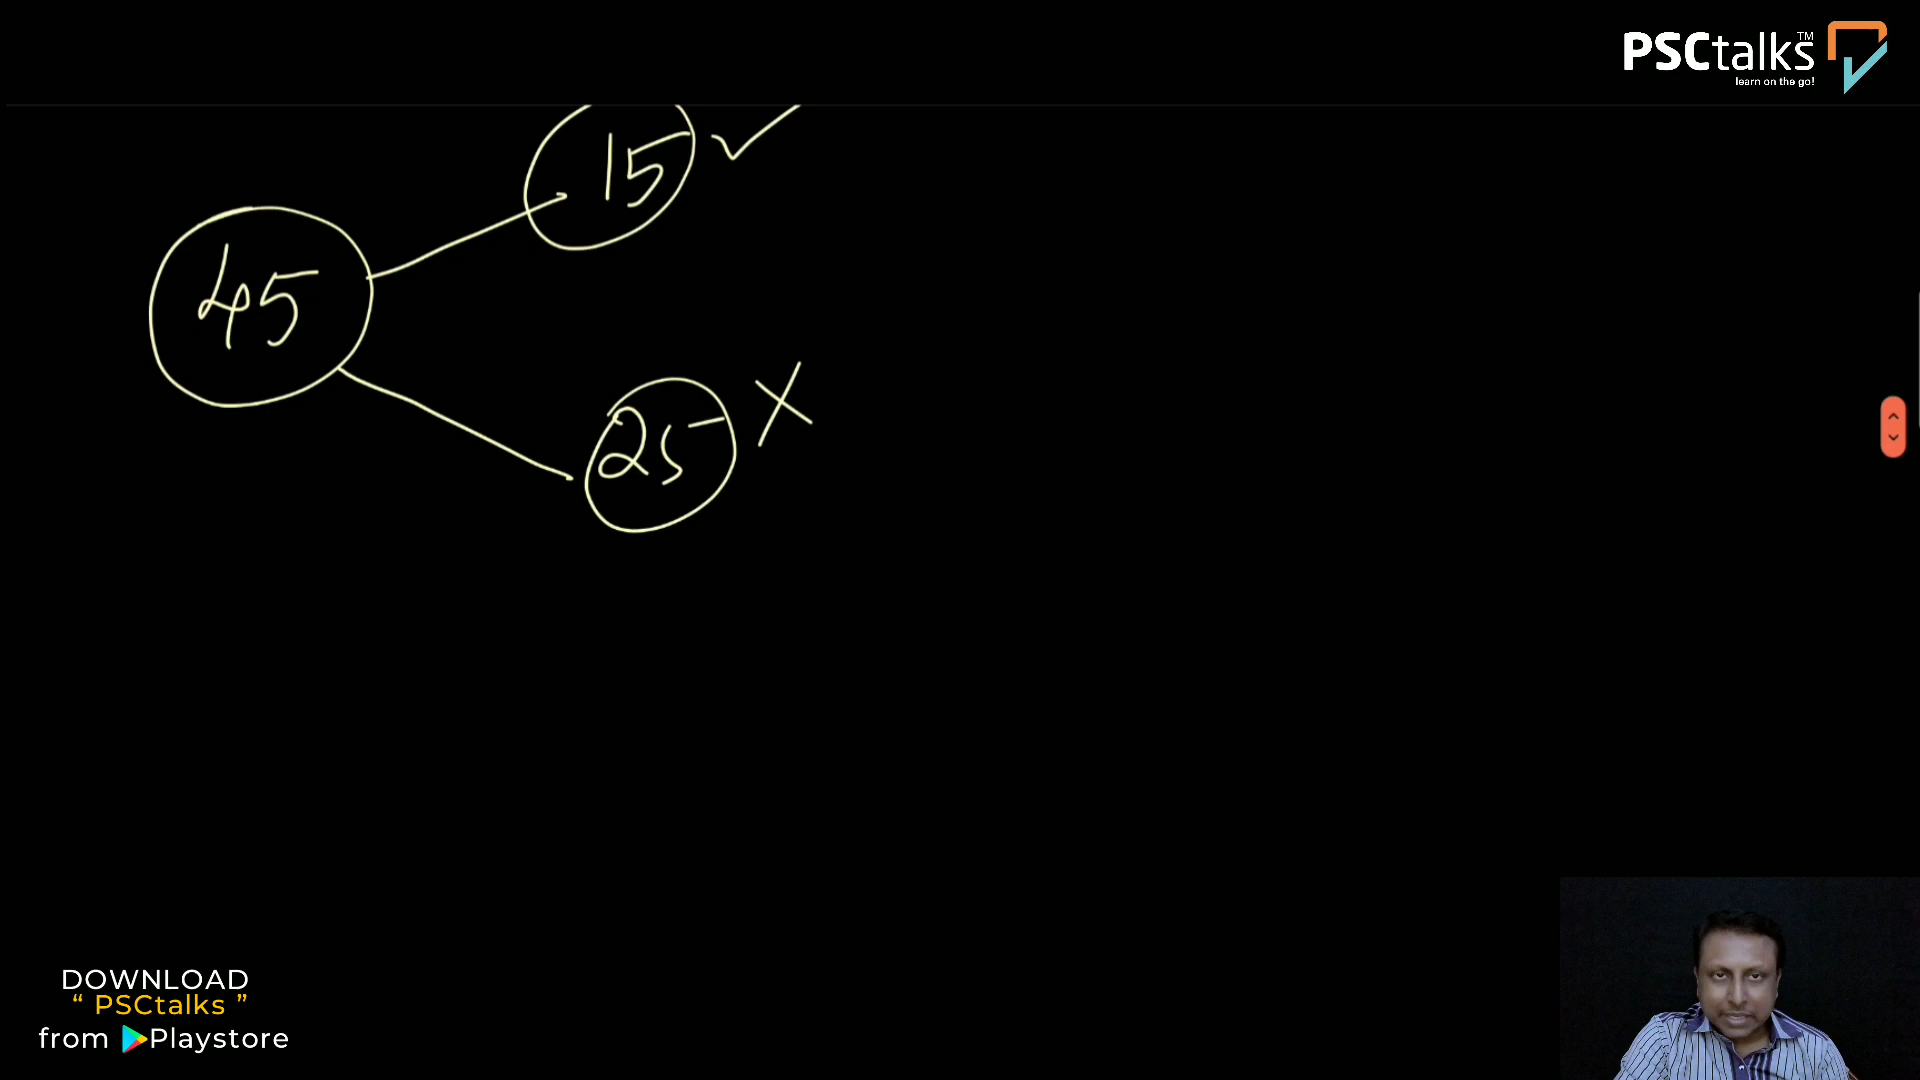 PSCtalks™
learn on the go!
15 ✓
45
25 X
DOWNLOAD
“ PSCtalks ”
from Playstore